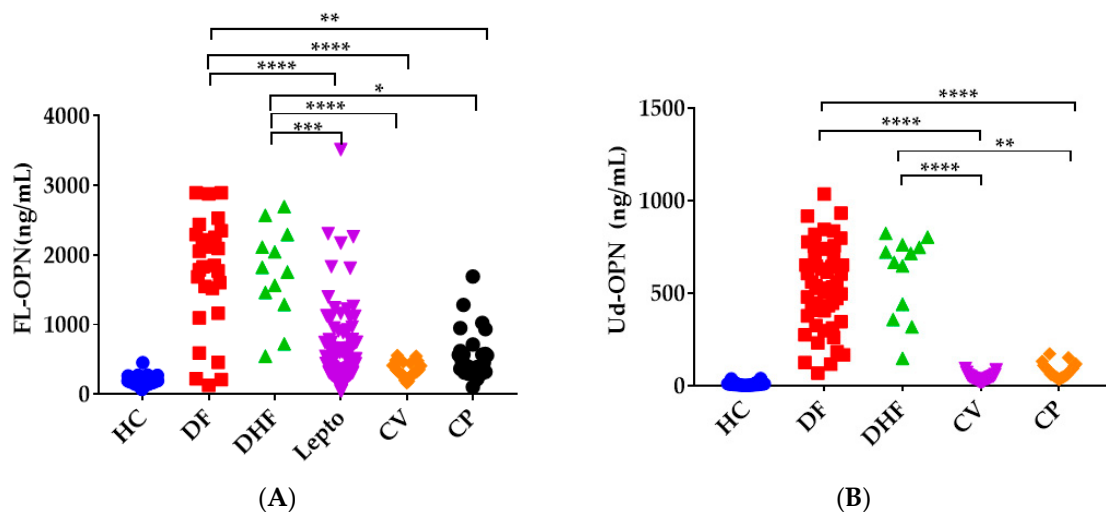 **
****
****
*
****
***
4000
3000
2000
1000
0
FL-OPN(ng/mL)
HC
DF
DHF
Lepto
CV
CP
(A)
****
****
**
****
1500
1000
500
0
Ud-OPN (ng/mL)
HC
DF
DHF
CV
CP
(B)